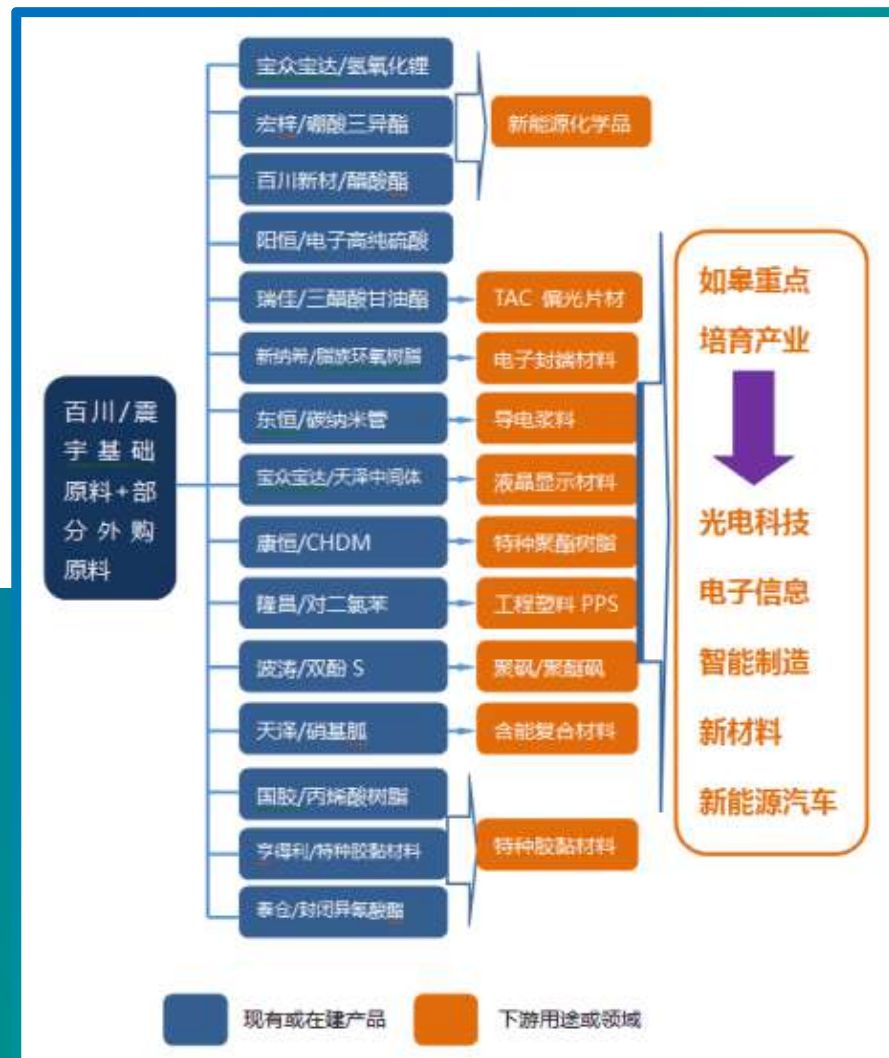 宝众宝达/氢氧化锂
宏梓/硼酸三异酯
百川新材/醋酸酯
阳恒/电子高纯硫酸
瑞佳/三醋酸甘油酯
新纳希/脂族环氧树脂
东恒/碳纳米管
宝众宝达/天泽中间体
康恒/CHDM
隆昌/对二氯苯
波涛/双酚 S
天泽/硝基胍
国胶/丙烯酸树脂
亨得利/特种胶黏材料
泰仓/封闭异氰酸酯
百川/震
宇基础
原料+部
分外购
原料
新能源化学品
TAC 偏光片材
电子封端材料
导电浆料
液晶显示材料
特种聚酯树脂
工程塑料 PPS
聚砜/聚醚砜
含能复合材料
特种胶黏材料
如皋重点
培育产业
光电科技
电子信息
智能制造
新材料
新能源汽车
现有或在建产品
下游用途或领域